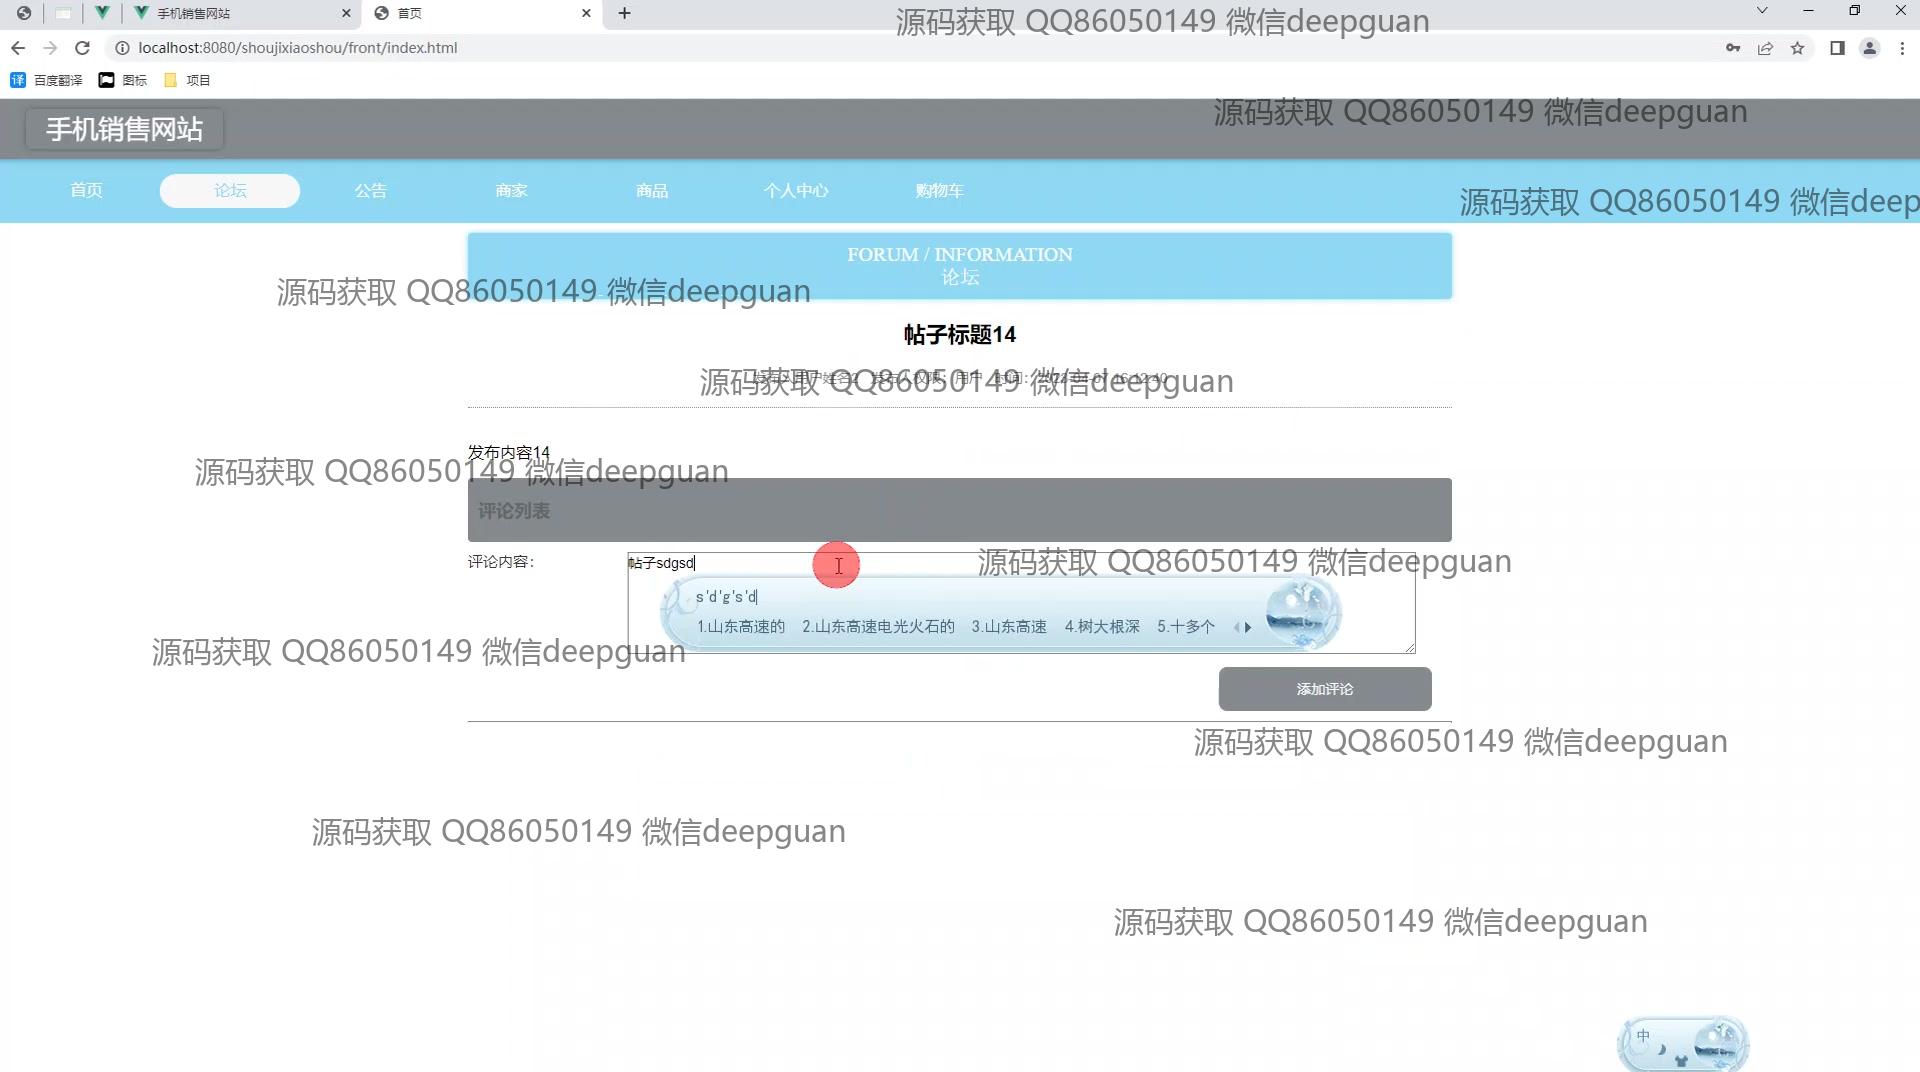 手机销售网站
首页
源码获取 QQ86050149 微信deepguan
localhost:8080/shoujixiaoshou/front/index.html
百度翻译
图标
项目
源码获取 QQ86050149 微信deepguan
手机销售网站
首页
论坛
公告
商家
商品
个人中心
购物车
源码获取 QQ86050149 微信deep
FORUM / INFORMATION
论坛
源码获取 QQ86050149 微信deepguan
帖子标题14
源码获取 QQ86050149 微信deepguan
发布内容14
源码获取 QQ86050149 微信deepguan
评论列表
评论内容：
帖子sdgsd
源码获取 QQ86050149 微信deepguan
s'd'g's'd
1.山东高速的 2.山东高速电光火石的 3.山东高速 4.树大根深 5.十多个
源码获取 QQ86050149 微信deepguan
添加评论
源码获取 QQ86050149 微信deepguan
源码获取 QQ86050149 微信deepguan
源码获取 QQ86050149 微信deepguan
中